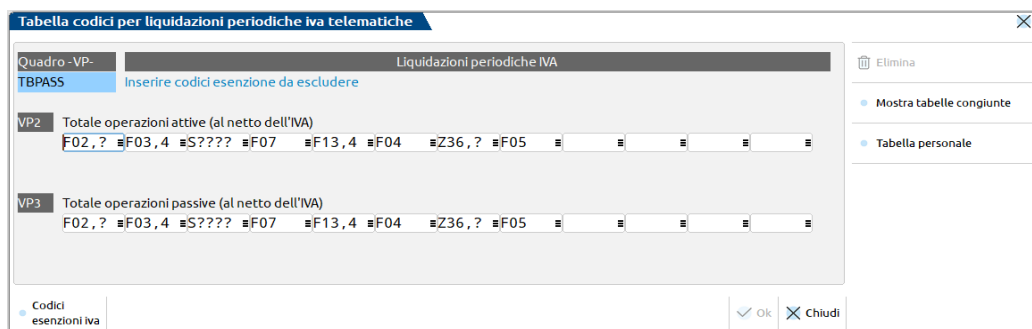 Tabella codici per liquidazioni periodiche iva telematiche
Quadro -VP- Liquidazioni periodiche IVA
TBPASS Inserire codici esenzione da escludere
VP2 Totale operazioni attive (al netto dell'IVA)
F02,? F03,4 S???? F07 F13,4 F04 Z36,? F05
VP3 Totale operazioni passive (al netto dell'IVA)
F02,? F03,4 S???? F07 F13,4 F04 Z36,? F05
Elimina
Mostra tabelle congiunte
Tabella personale
Codici
esenzioni iva
Ok Chiudi